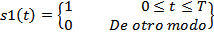 s1(t) = {1 0 ≤ t ≤ T
0 De otro modo